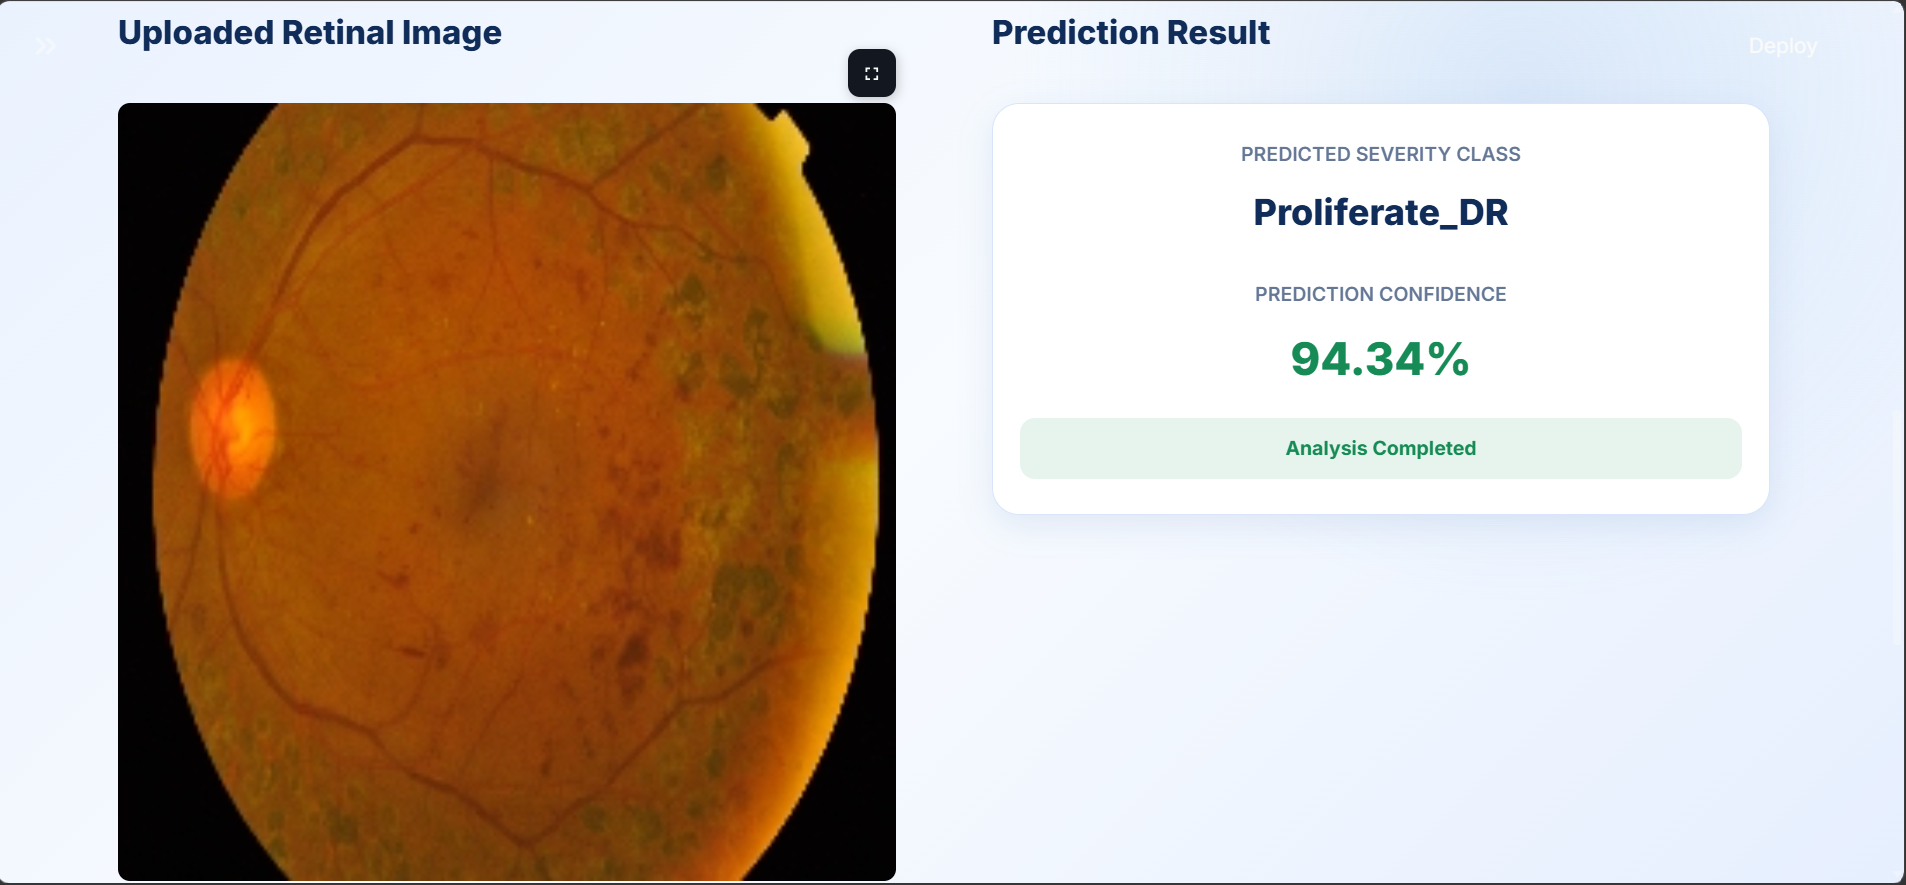 Uploaded Retinal Image
Prediction Result
Deploy
PREDICTED SEVERITY CLASS
Proliferate_DR
PREDICTION CONFIDENCE
94.34%
Analysis Completed